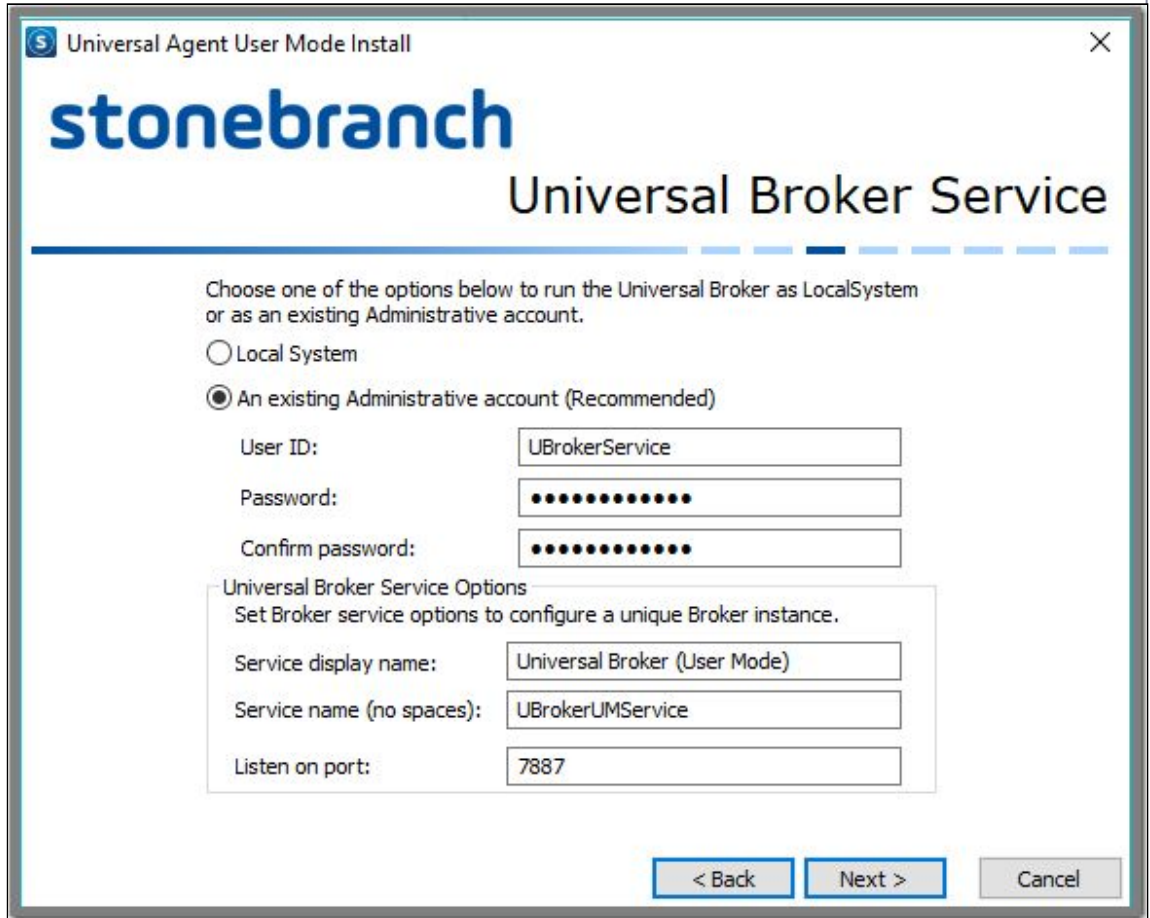 S Universal Agent User Mode Install
stonebranch
Universal Broker Service
Choose one of the options below to run the Universal Broker as LocalSystem
or as an existing Administrative account.
Local System
An existing Administrative account (Recommended)
User ID: UBrokerService
Password: ●●●●●●●●●●●●
Confirm password: ●●●●●●●●●●●●
Universal Broker Service Options
Set Broker service options to configure a unique Broker instance.
Service display name: Universal Broker (User Mode)
Service name (no spaces): UBrokerUMService
Listen on port: 7887
< Back Next > Cancel